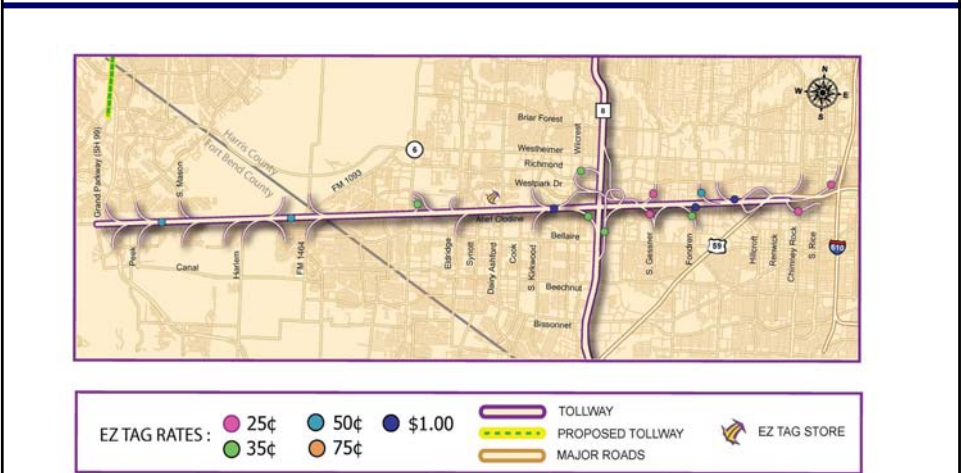 N
W E
S
8
Briar Forest
Wilcrest
Harris County
Fort Bend County
6
Westheimer
Richmond
FM 1093
Westpark Dr
Grand Parkway (SH 99)
S. Mason
Alief Clodine
Bellaire
Peek
Canal
Harlem
FM 1464
Eldridge
Synott
Dairy Ashford
Cook
S. Kirkwood
S. Gessner
Fondren
59
Hillcroft
Renwick
Chimney Rock
S. Rice
610
Beechnut
Bissonnet
EZ TAG RATES : 25¢ 50¢ $1.00
35¢ 75¢
TOLLWAY
PROPOSED TOLLWAY
MAJOR ROADS
EZ TAG STORE